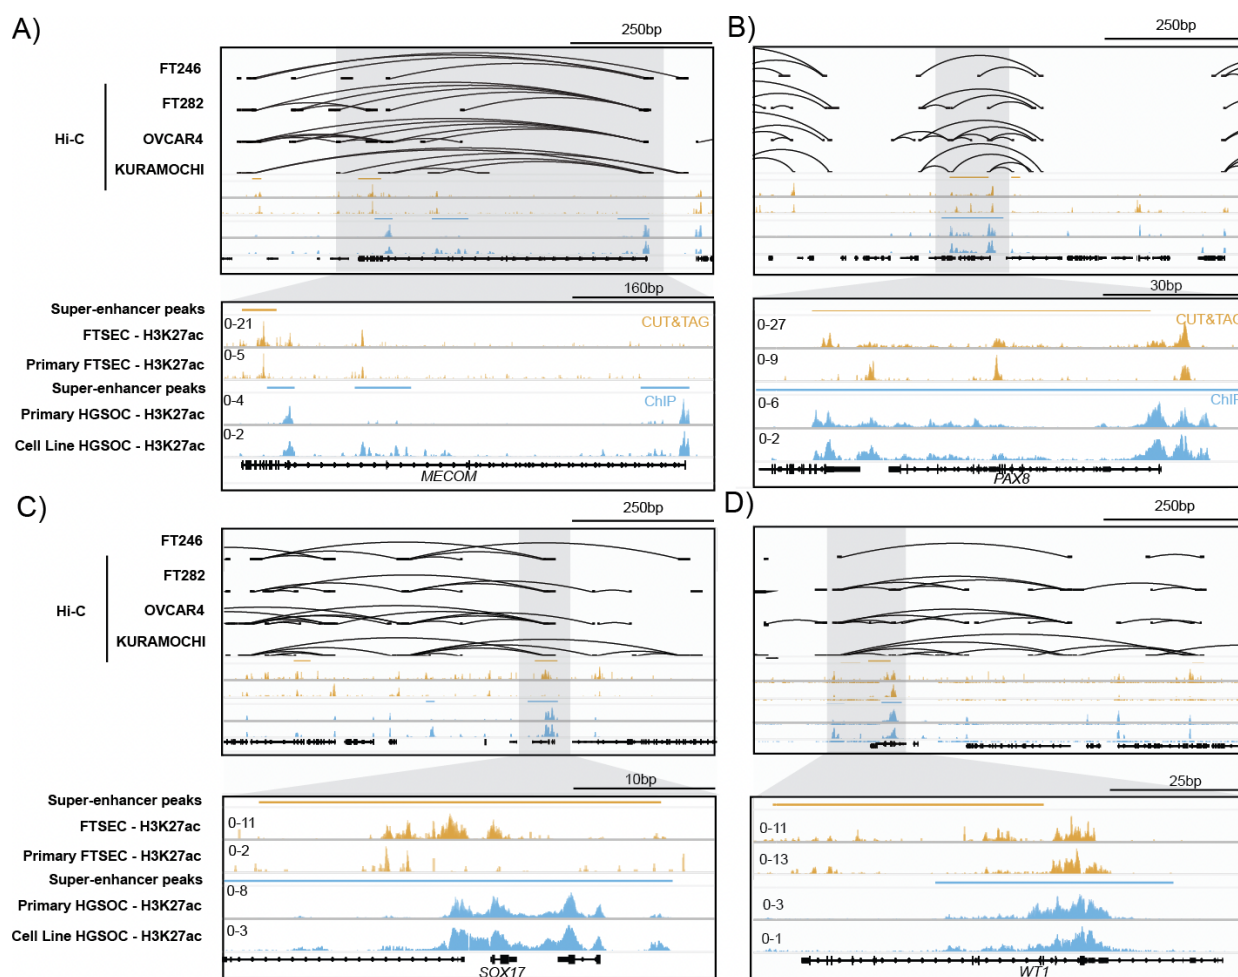 A)
250bp
FT246
FT282
Hi-C
OVCAR4
KURAMOCHI
160bp
Super-enhancer peaks
0-21
CUT&TAG
FTSEC - H3K27ac
0-5
Primary FTSEC - H3K27ac
Super-enhancer peaks
0-4
ChIP
Primary HGSOC - H3K27ac
0-2
Cell Line HGSOC - H3K27ac
MECOM
B)
250bp
30bp
0-27
CUT&TAG
0-9
0-6
ChIP
0-2
PAX8
C)
250bp
FT246
FT282
Hi-C
OVCAR4
KURAMOCHI
10bp
Super-enhancer peaks
0-11
FTSEC - H3K27ac
0-2
Primary FTSEC - H3K27ac
Super-enhancer peaks
0-8
Primary HGSOC - H3K27ac
0-3
Cell Line HGSOC - H3K27ac
SOX17
D)
250bp
25bp
0-11
0-13
0-3
0-1
WT1